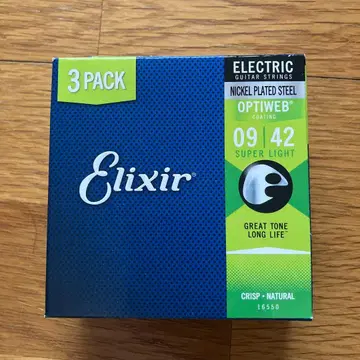 3 PACK
Elixir®
ELECTRIC
GUITAR STRINGS
NICKEL PLATED STEEL
OPTIWEB®
COATING
09 | 42
SUPER LIGHT
GREAT TONE
LONG LIFE™
CRISP • NATURAL
16550